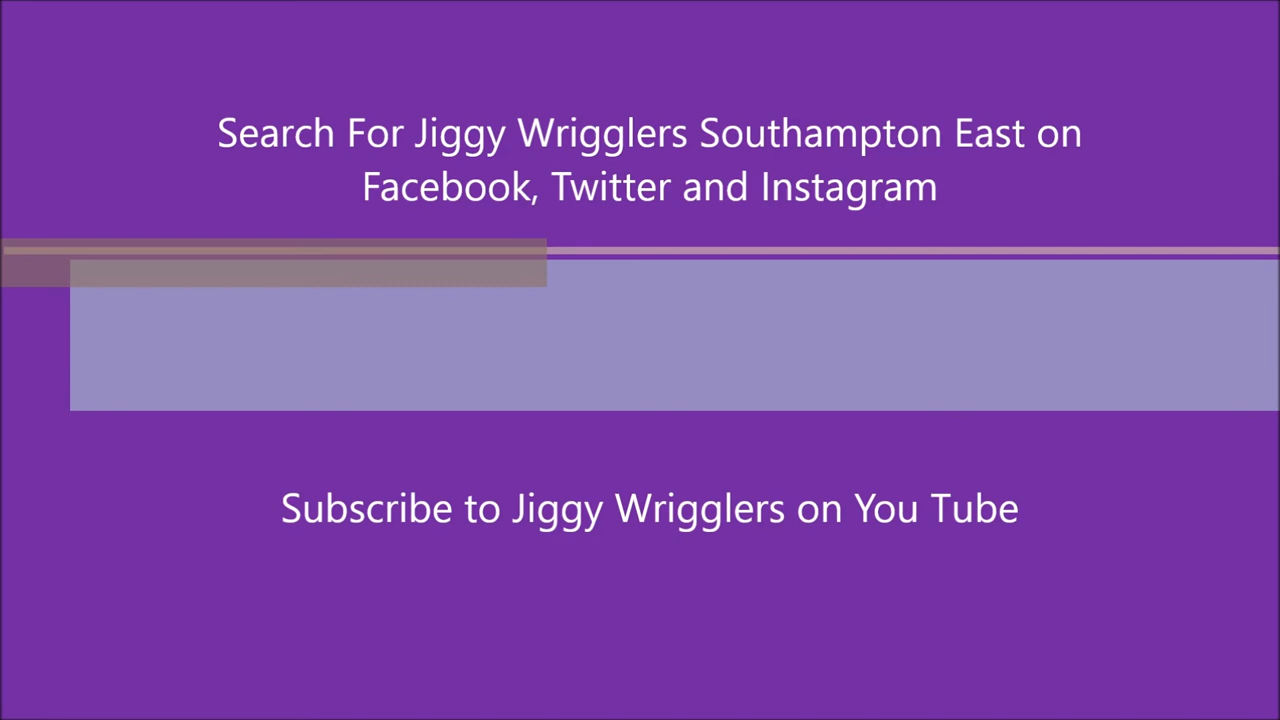 Search For Jiggy Wrigglers Southampton East on
Facebook, Twitter and Instagram
Subscribe to Jiggy Wrigglers on You Tube